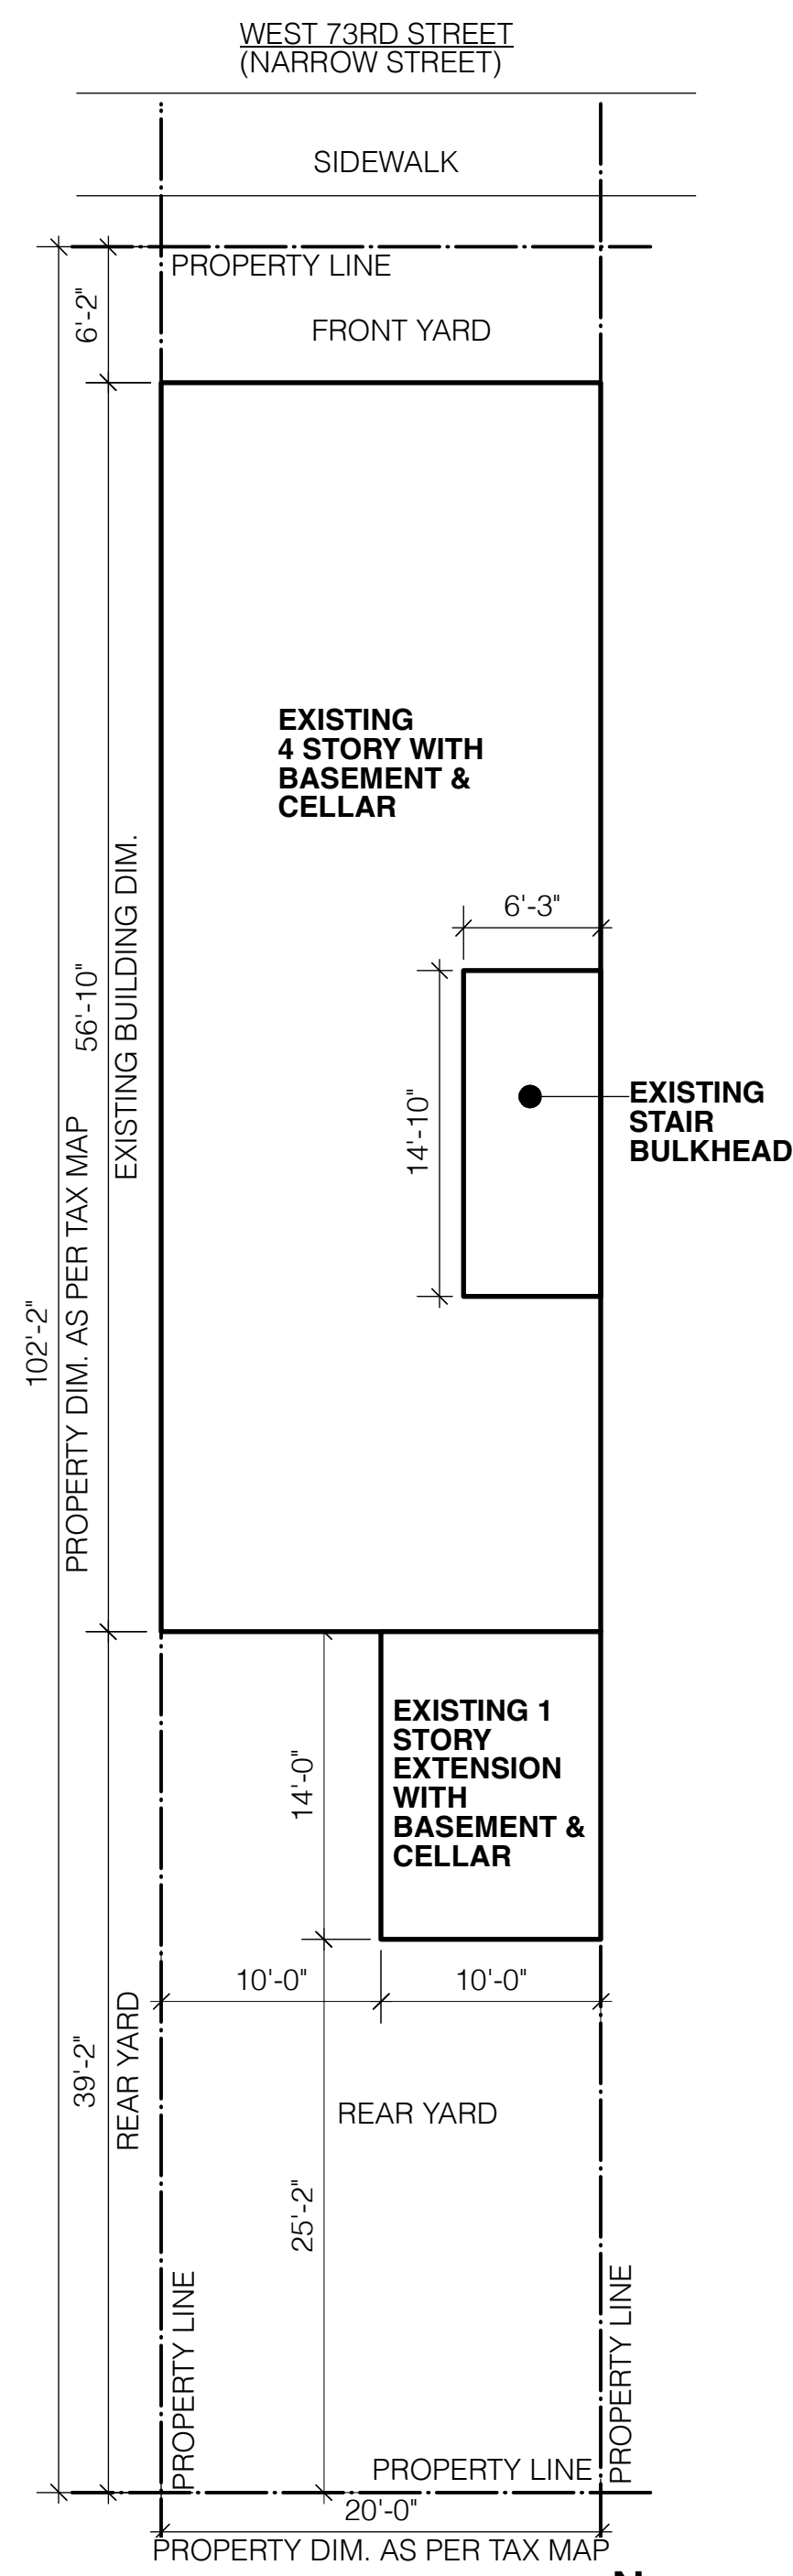 WEST 73RD STREET
(NARROW STREET)
SIDEWALK
PROPERTY LINE
6'-2"
FRONT YARD
EXISTING
4 STORY WITH
BASEMENT &
CELLAR
EXISTING BUILDING DIM.
56'-10"
6'-3"
14'-10"
EXISTING
STAIR
BULKHEAD
PROPERTY DIM. AS PER TAX MAP
102'-2"
EXISTING 1
STORY
EXTENSION
WITH
BASEMENT &
CELLAR
14'-0"
10'-0"
10'-0"
39'-2"
REAR YARD
REAR YARD
25'-2"
PROPERTY LINE
PROPERTY LINE
PROPERTY LINE
20'-0"
PROPERTY DIM. AS PER TAX MAP